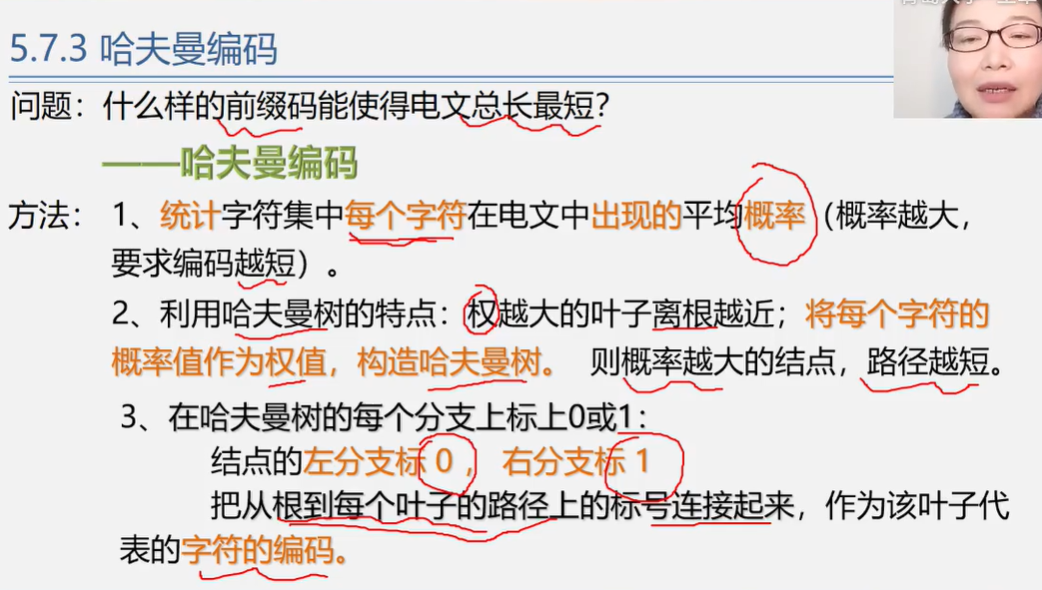 5.7.3 哈夫曼编码
问题：什么样的前缀码能使得电文总长最短？
——哈夫曼编码
方法：1、统计字符集中每个字符在电文中出现的平均概率（概率越大，
要求编码越短）。
2、利用哈夫曼树的特点：权越大的叶子离根越近；将每个字符的
概率值作为权值，构造哈夫曼树。 则概率越大的结点，路径越短。
3、在哈夫曼树的每个分支上标上0或1：
结点的左分支标 0 ， 右分支标 1
把从根到每个叶子的路径上的标号连接起来，作为该叶子代
表的字符的编码。